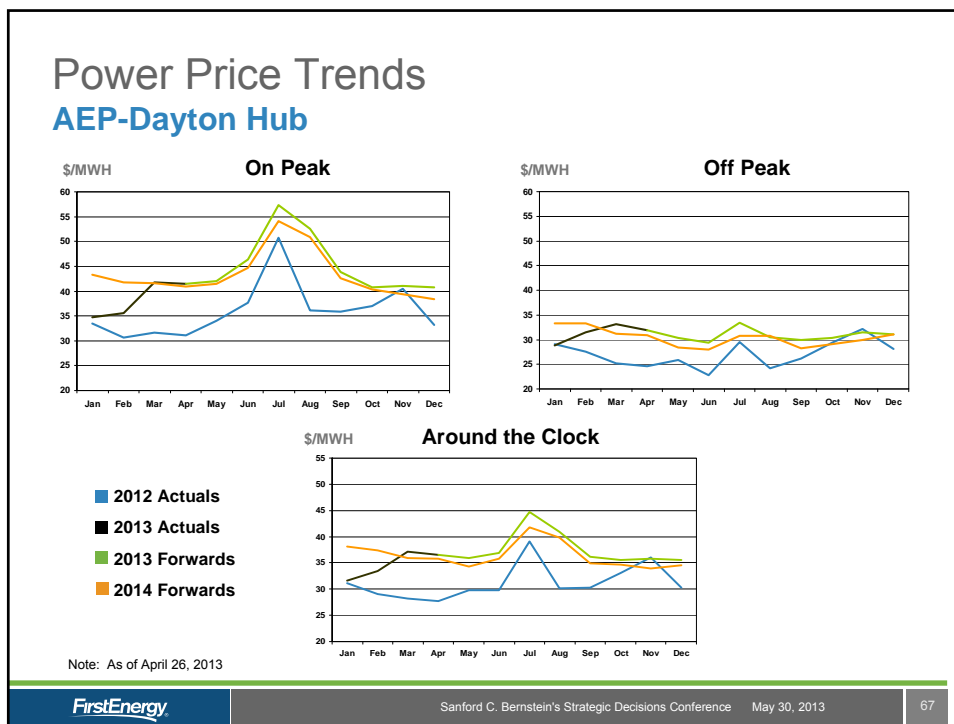 Power Price Trends
AEP-Dayton Hub
$/MWH
On Peak
60
55
50
45
40
35
30
25
20
Jan Feb Mar Apr May Jun Jul Aug Sep Oct Nov Dec
$/MWH
Off Peak
60
55
50
45
40
35
30
25
20
Jan Feb Mar Apr May Jun Jul Aug Sep Oct Nov Dec
$/MWH
Around the Clock
55
50
45
40
35
30
25
20
Jan Feb Mar Apr May Jun Jul Aug Sep Oct Nov Dec
2012 Actuals
2013 Actuals
2013 Forwards
2014 Forwards
Note: As of April 26, 2013
FirstEnergy
Sanford C. Bernstein's Strategic Decisions Conference May 30, 2013 67